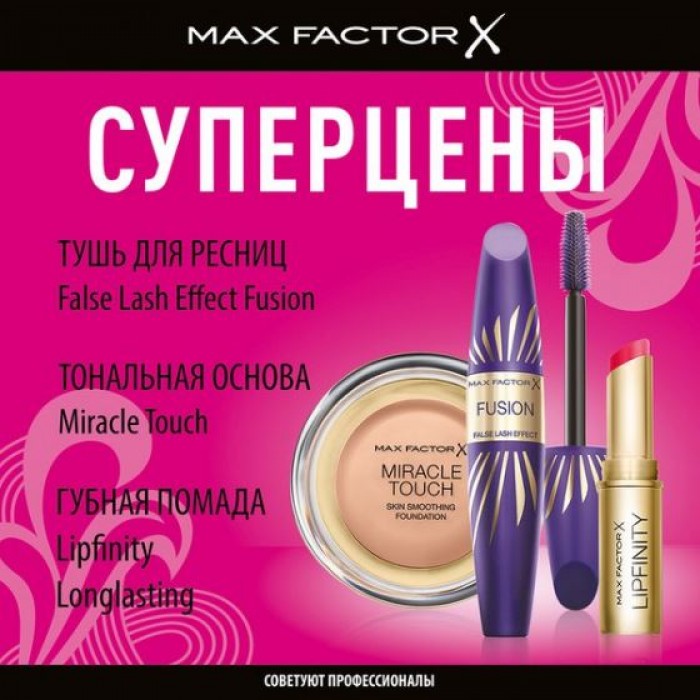 MAX FACTOR X
СУПЕРЦЕНЫ
ТУШЬ ДЛЯ РЕСНИЦ
False Lash Effect Fusion
ТОНАЛЬНАЯ ОСНОВА
Miracle Touch
ГУБНАЯ ПОМАДА
Lipfinity
Longlasting
MAX FACTOR X
MIRACLE
TOUCH
SKIN SMOOTHING
FOUNDATION
MAX FACTOR X
FUSION
FALSE LASH EFFECT
MAX FACTOR X
LIPFINITY
СОВЕТУЮТ ПРОФЕССИОНАЛЫ